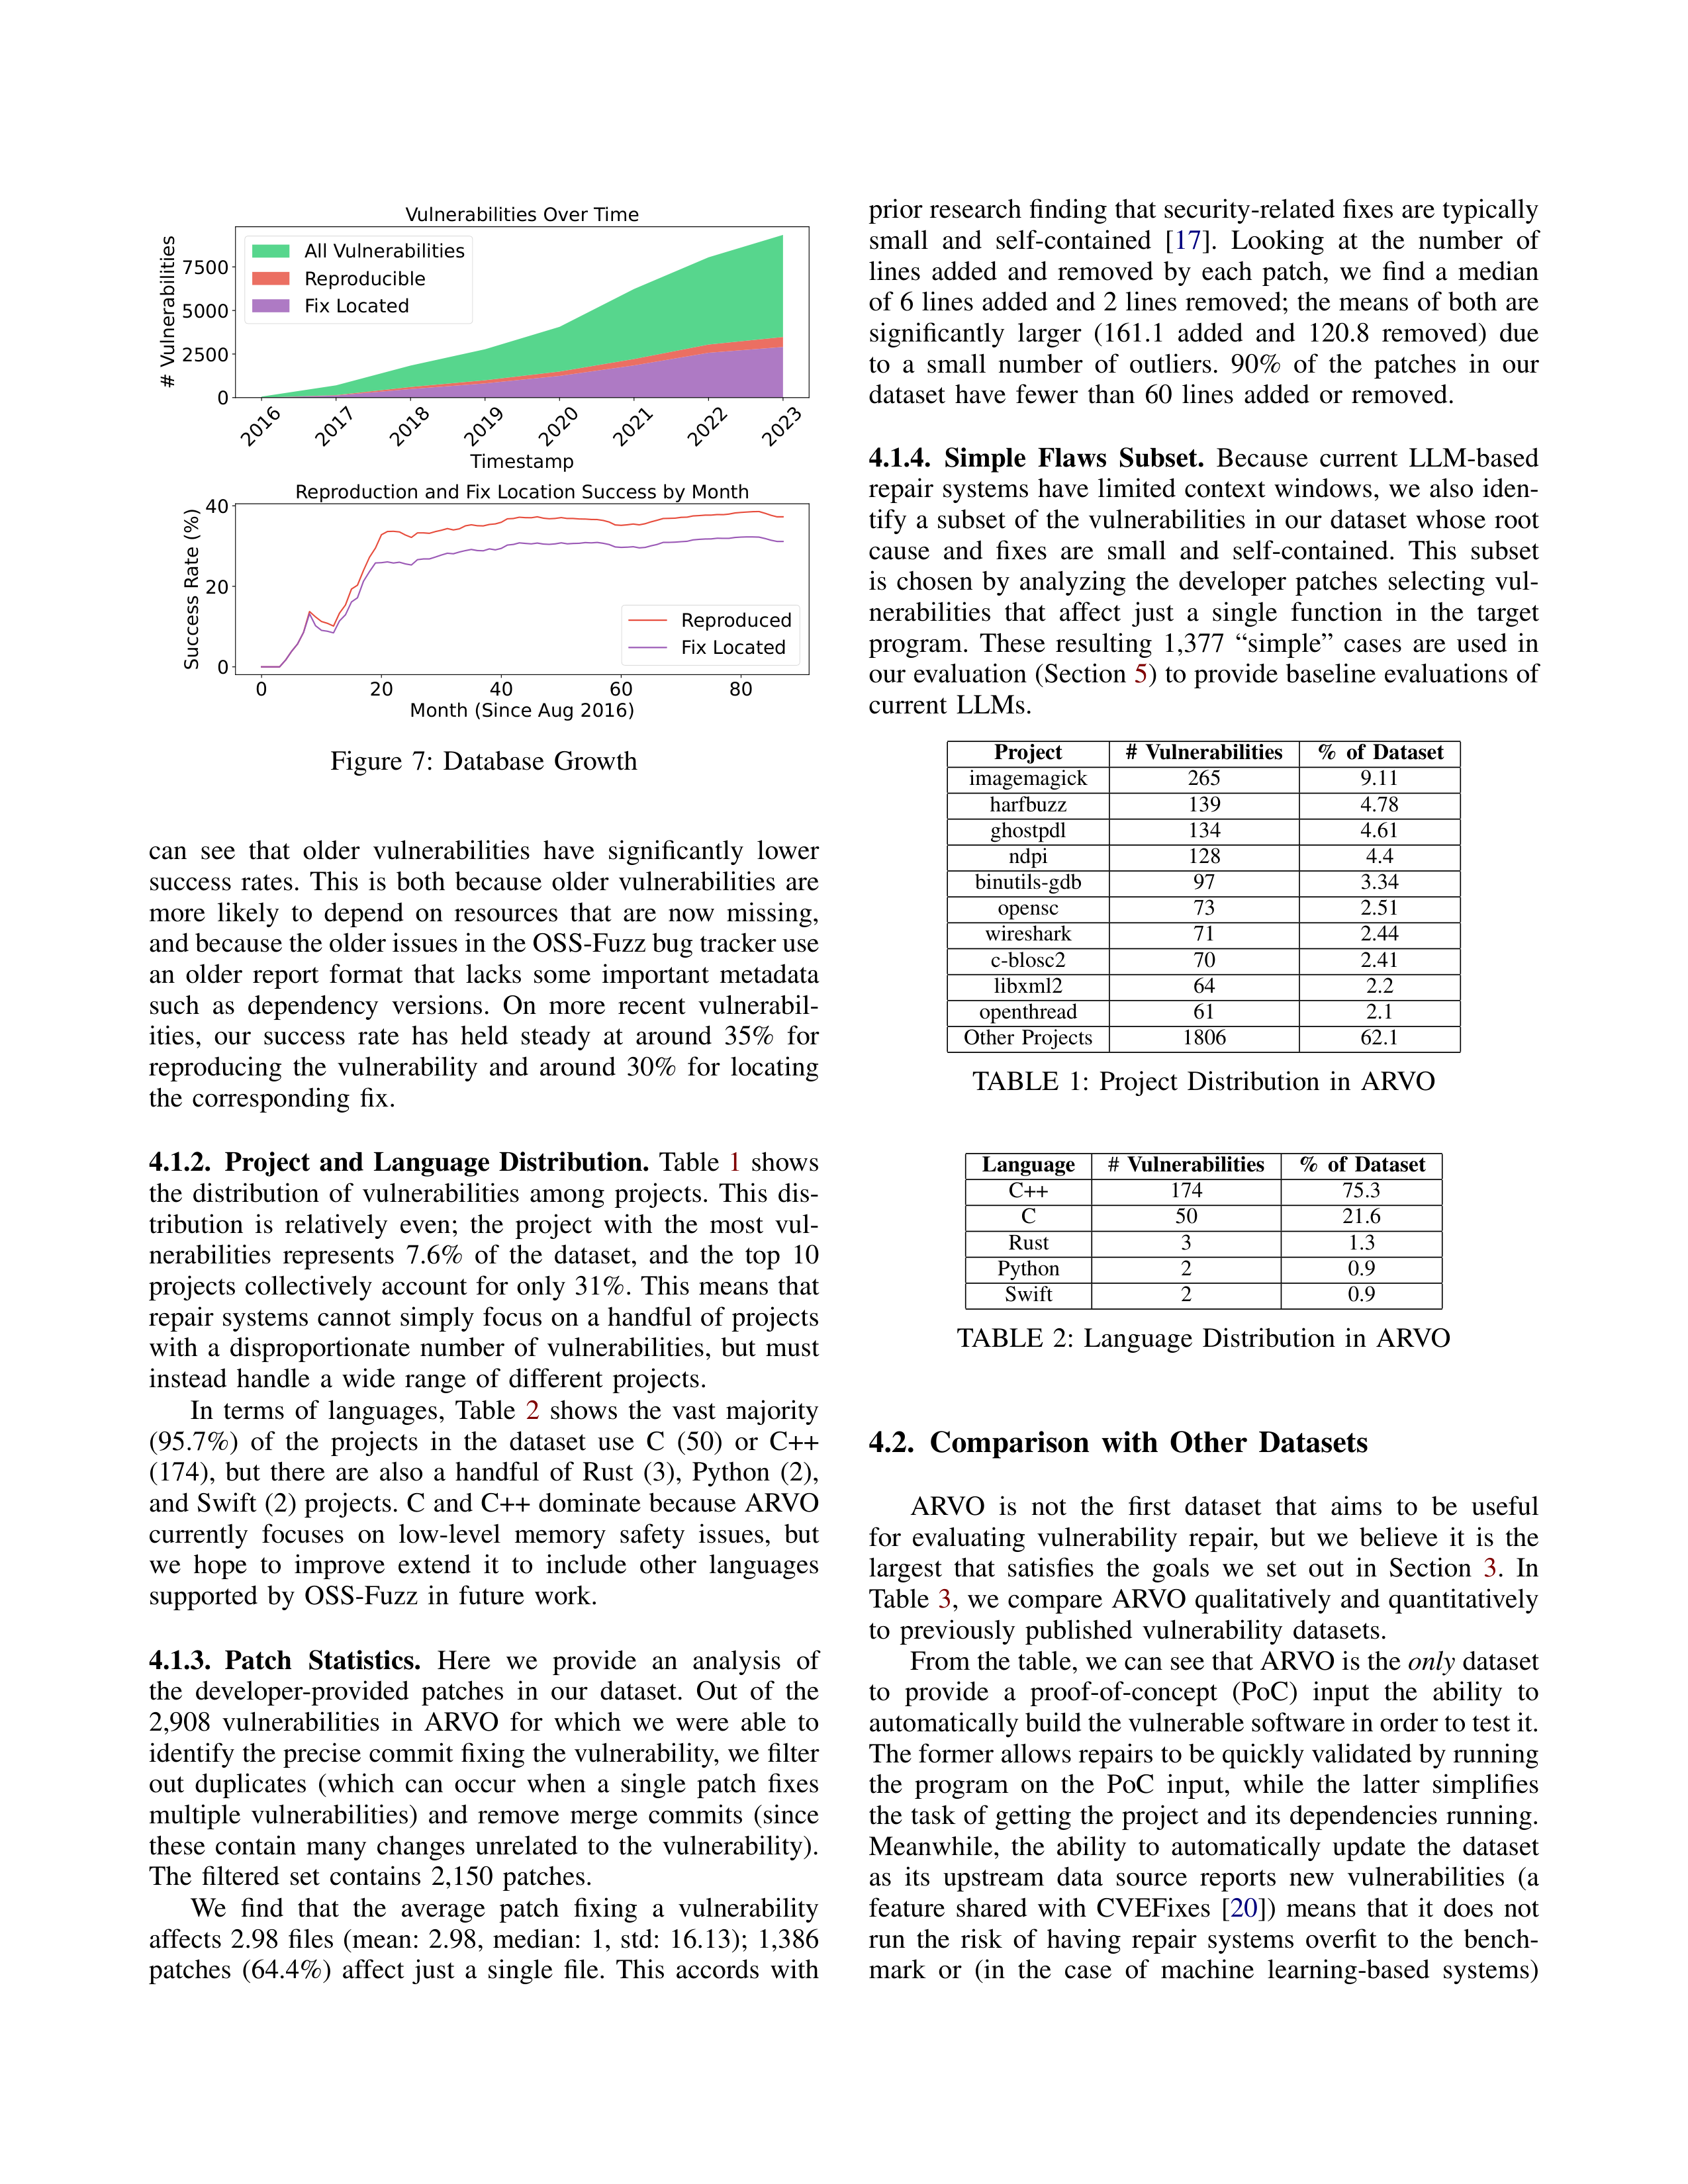 Vulnerabilities Over Time
# Vulnerabilities
7500
5000
2500
0
All Vulnerabilities
Reproducible
Fix Located
2016
2017
2018
2019
2020
2021
2022
2023
Timestamp
Reproduction and Fix Location Success by Month
Success Rate (%)
40
20
0
Reproduced
Fix Located
0
20
40
60
80
Month (Since Aug 2016)
Figure 7: Database Growth
can see that older vulnerabilities have significantly lower
success rates. This is both because older vulnerabilities are
more likely to depend on resources that are now missing,
and because the older issues in the OSS-Fuzz bug tracker use
an older report format that lacks some important metadata
such as dependency versions. On more recent vulnerabil-
ities, our success rate has held steady at around 35% for
reproducing the vulnerability and around 30% for locating
the corresponding fix.
4.1.2. Project and Language Distribution. Table 1 shows
the distribution of vulnerabilities among projects. This dis-
tribution is relatively even; the project with the most vul-
nerabilities represents 7.6% of the dataset, and the top 10
projects collectively account for only 31%. This means that
repair systems cannot simply focus on a handful of projects
with a disproportionate number of vulnerabilities, but must
instead handle a wide range of different projects.
In terms of languages, Table 2 shows the vast majority
(95.7%) of the projects in the dataset use C (50) or C++
(174), but there are also a handful of Rust (3), Python (2),
and Swift (2) projects. C and C++ dominate because ARVO
currently focuses on low-level memory safety issues, but
we hope to improve extend it to include other languages
supported by OSS-Fuzz in future work.
4.1.3. Patch Statistics. Here we provide an analysis of
the developer-provided patches in our dataset. Out of the
2,908 vulnerabilities in ARVO for which we were able to
identify the precise commit fixing the vulnerability, we filter
out duplicates (which can occur when a single patch fixes
multiple vulnerabilities) and remove merge commits (since
these contain many changes unrelated to the vulnerability).
The filtered set contains 2,150 patches.
We find that the average patch fixing a vulnerability
affects 2.98 files (mean: 2.98, median: 1, std: 16.13); 1,386
patches (64.4%) affect just a single file. This accords with
prior research finding that security-related fixes are typically
small and self-contained [17]. Looking at the number of
lines added and removed by each patch, we find a median
of 6 lines added and 2 lines removed; the means of both are
significantly larger (161.1 added and 120.8 removed) due
to a small number of outliers. 90% of the patches in our
dataset have fewer than 60 lines added or removed.
4.1.4. Simple Flaws Subset. Because current LLM-based
repair systems have limited context windows, we also iden-
tify a subset of the vulnerabilities in our dataset whose root
cause and fixes are small and self-contained. This subset
is chosen by analyzing the developer patches selecting vul-
nerabilities that affect just a single function in the target
program. These resulting 1,377 “simple” cases are used in
our evaluation (Section 5) to provide baseline evaluations of
current LLMs.
Project # Vulnerabilities % of Dataset
imagemagick 265 9.11
harfbuzz 139 4.78
ghostpdl 134 4.61
ndpi 128 4.4
binutils-gdb 97 3.34
opensc 73 2.51
wireshark 71 2.44
c-blosc2 70 2.41
libxml2 64 2.2
openthread 61 2.1
Other Projects 1806 62.1
TABLE 1: Project Distribution in ARVO
Language # Vulnerabilities % of Dataset
C++ 174 75.3
C 50 21.6
Rust 3 1.3
Python 2 0.9
Swift 2 0.9
TABLE 2: Language Distribution in ARVO
4.2. Comparison with Other Datasets
ARVO is not the first dataset that aims to be useful
for evaluating vulnerability repair, but we believe it is the
largest that satisfies the goals we set out in Section 3. In
Table 3, we compare ARVO qualitatively and quantitatively
to previously published vulnerability datasets.
From the table, we can see that ARVO is the only dataset
to provide a proof-of-concept (PoC) input the ability to
automatically build the vulnerable software in order to test it.
The former allows repairs to be quickly validated by running
the program on the PoC input, while the latter simplifies
the task of getting the project and its dependencies running.
Meanwhile, the ability to automatically update the dataset
as its upstream data source reports new vulnerabilities (a
feature shared with CVEFixes [20]) means that it does not
run the risk of having repair systems overfit to the bench-
mark or (in the case of machine learning-based systems)